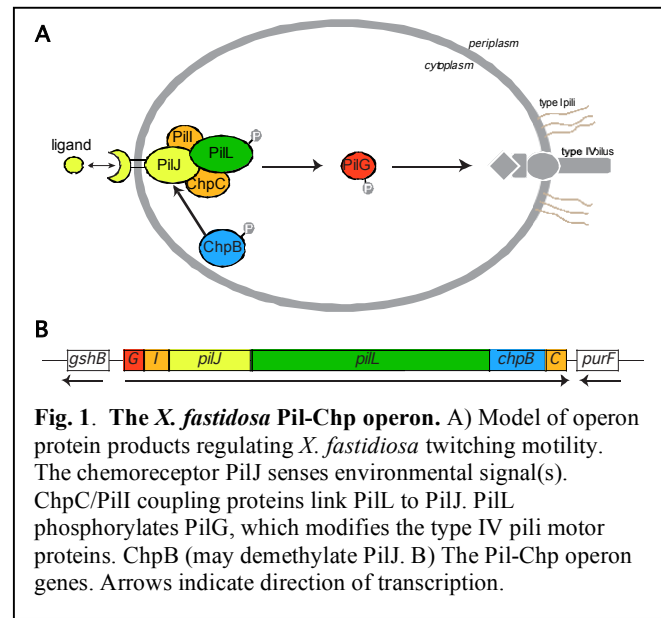 A
periplasm
cytoplasm
type I pili
ligand
PilI
P
PilJ
PilL
ChpC
PilG
P
type IV pilus
ChpB
P
B
gshB
G
I
pilJ
pilL
chpB
C
purF
Fig. 1. The X. fastidosa Pil-Chp operon. A) Model of operon
protein products regulating X. fastidiosa twitching motility.
The chemoreceptor PilJ senses environmental signal(s).
ChpC/PilI coupling proteins link PilL to PilJ. PilL
phosphorylates PilG, which modifies the type IV pili motor
proteins. ChpB (may demethylate PilJ. B) The Pil-Chp operon
genes. Arrows indicate direction of transcription.